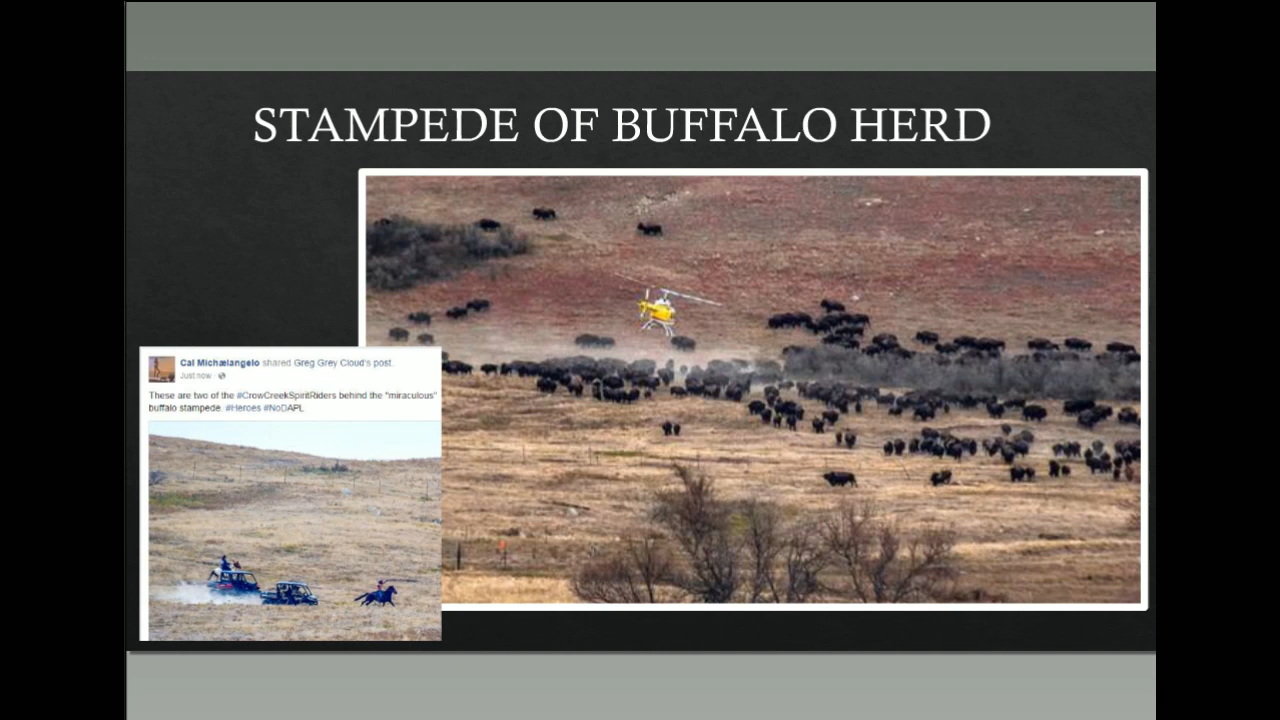 STAMPEDE OF BUFFALO HERD
Cal Michælangelo shared Greg Grey Cloud's post.
Just now ·
These are two of the #CrowCreekSpiritRiders behind the "miraculous"
buffalo stampede. #Heroes #NoDAPL